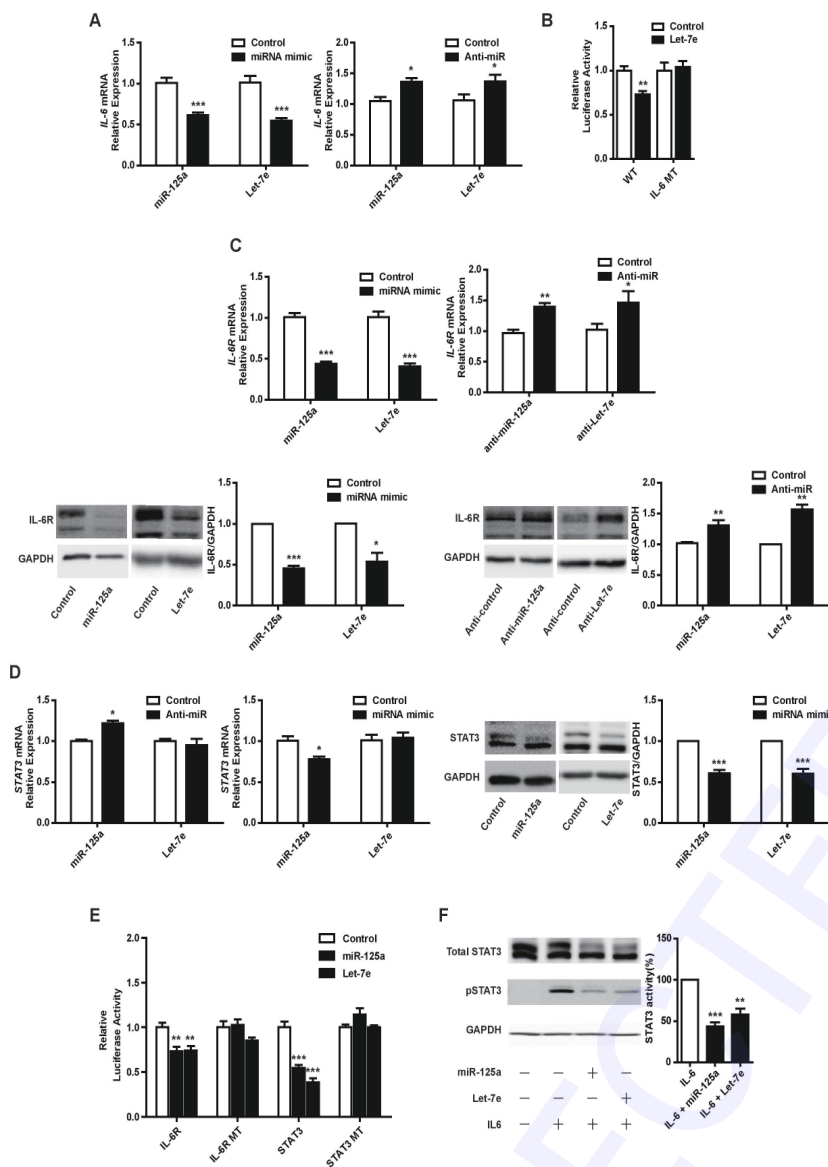 A
IL-6 mRNA
Relative Expression
1.5
1.0
0.5
0.0
Control
miRNA mimic
***
***
miR-125a
Let-7e
IL-6 mRNA
Relative Expression
2.0
1.5
1.0
0.5
0.0
Control
Anti-miR
*
*
miR-125a
Let-7e
B
Relative
Luciferase Activity
1.5
1.0
0.5
0.0
Control
Let-7e
**
WT
IL-6 MT
C
IL-6R mRNA
Relative Expression
1.5
1.0
0.5
0.0
Control
miRNA mimic
***
***
miR-125a
Let-7e
IL-6R mRNA
Relative Expression
2.0
1.5
1.0
0.5
0.0
Control
Anti-miR
**
*
anti-miR-125a
anti-Let-7e
IL-6R
GAPDH
Control
miR-125a
Control
Let-7e
IL-6R/GAPDH
1.5
1.0
0.5
0.0
Control
miRNA mimic
***
*
miR-125a
Let-7e
IL-6R
GAPDH
Anti-control
Anti-miR-125a
Anti-control
Anti-Let-7e
IL-6R/GAPDH
2.0
1.5
1.0
0.5
0.0
Control
Anti-miR
**
**
miR-125a
Let-7e
D
STAT3 mRNA
Relative Expression
1.5
1.0
0.5
0.0
Control
Anti-miR
*
miR-125a
Let-7e
STAT3 mRNA
Relative Expression
1.5
1.0
0.5
0.0
Control
miRNA mimic
*
miR-125a
Let-7e
STAT3
GAPDH
Control
miR-125a
Control
Let-7e
STAT3/GAPDH
1.5
1.0
0.5
0.0
Control
miRNA mimi
***
***
miR-125a
Let-7e
E
Relative
Luciferase Activity
2.0
1.5
1.0
0.5
0.0
Control
miR-125a
Let-7e
** **
***
***
IL-6R
IL-6R MT
STAT3
STAT3 MT
F
Total STAT3
pSTAT3
GAPDH
miR-125a − − + −
Let-7e − − − +
IL6 − + + +
STAT3 activity(%)
150
100
50
0
***
**
IL-6
IL-6 + miR-125a
IL-6 + Let-7e